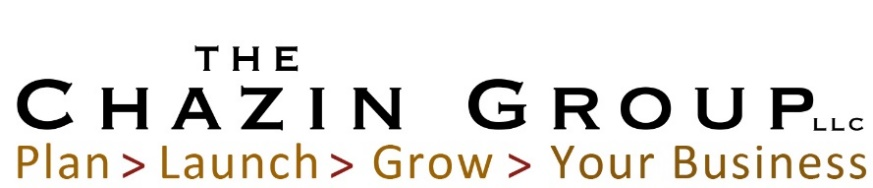 THE
CHAZIN GROUP LLC
Plan > Launch > Grow > Your Business